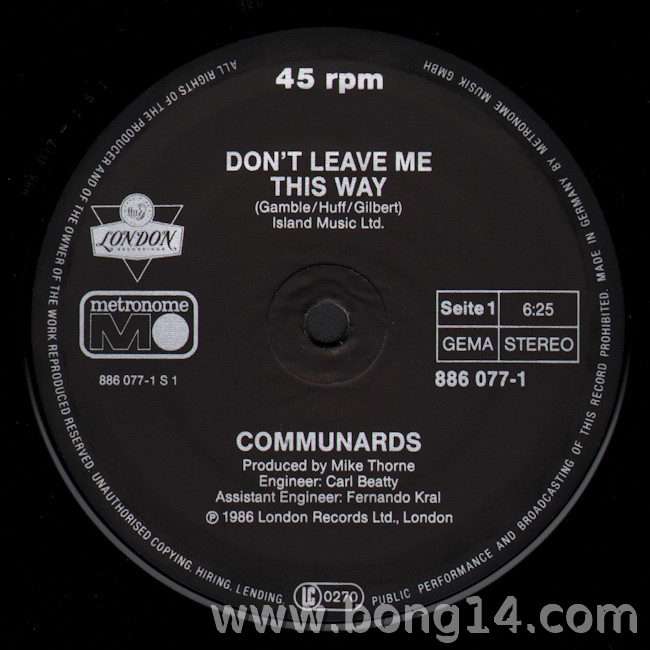 45 rpm
DON'T LEAVE ME
THIS WAY
(Gamble/Huff/Gilbert)
Island Music Ltd.
LONDON
RECORDINGS
metronome
886 077-1 S 1
Seite 1 6:25
GEMA STEREO
886 077-1
COMMUNARDS
Produced by Mike Thorne
Engineer: Carl Beatty
Assistant Engineer: Fernando Kral
℗ 1986 London Records Ltd., London
LC 0270
ALL RIGHTS OF THE PRODUCER AND OF THE OWNER OF THE WORK REPRODUCED RESERVED. UNAUTHORISED COPYING, HIRING, LENDING, PUBLIC PERFORMANCE AND BROADCASTING OF THIS RECORD PROHIBITED. MADE IN GERMANY BY METRONOME MUSIK GMBH
www.bong14.com